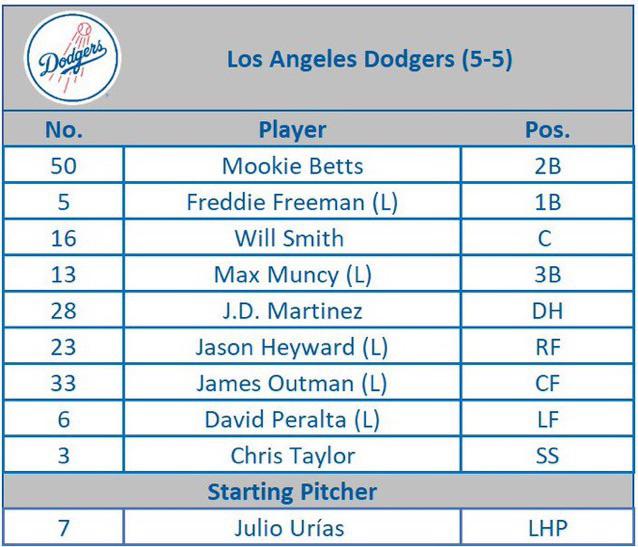 Dodgers
Los Angeles Dodgers (5-5)
No. Player Pos.
50 Mookie Betts 2B
5 Freddie Freeman (L) 1B
16 Will Smith C
13 Max Muncy (L) 3B
28 J.D. Martinez DH
23 Jason Heyward (L) RF
33 James Outman (L) CF
6 David Peralta (L) LF
3 Chris Taylor SS
Starting Pitcher
7 Julio Urías LHP